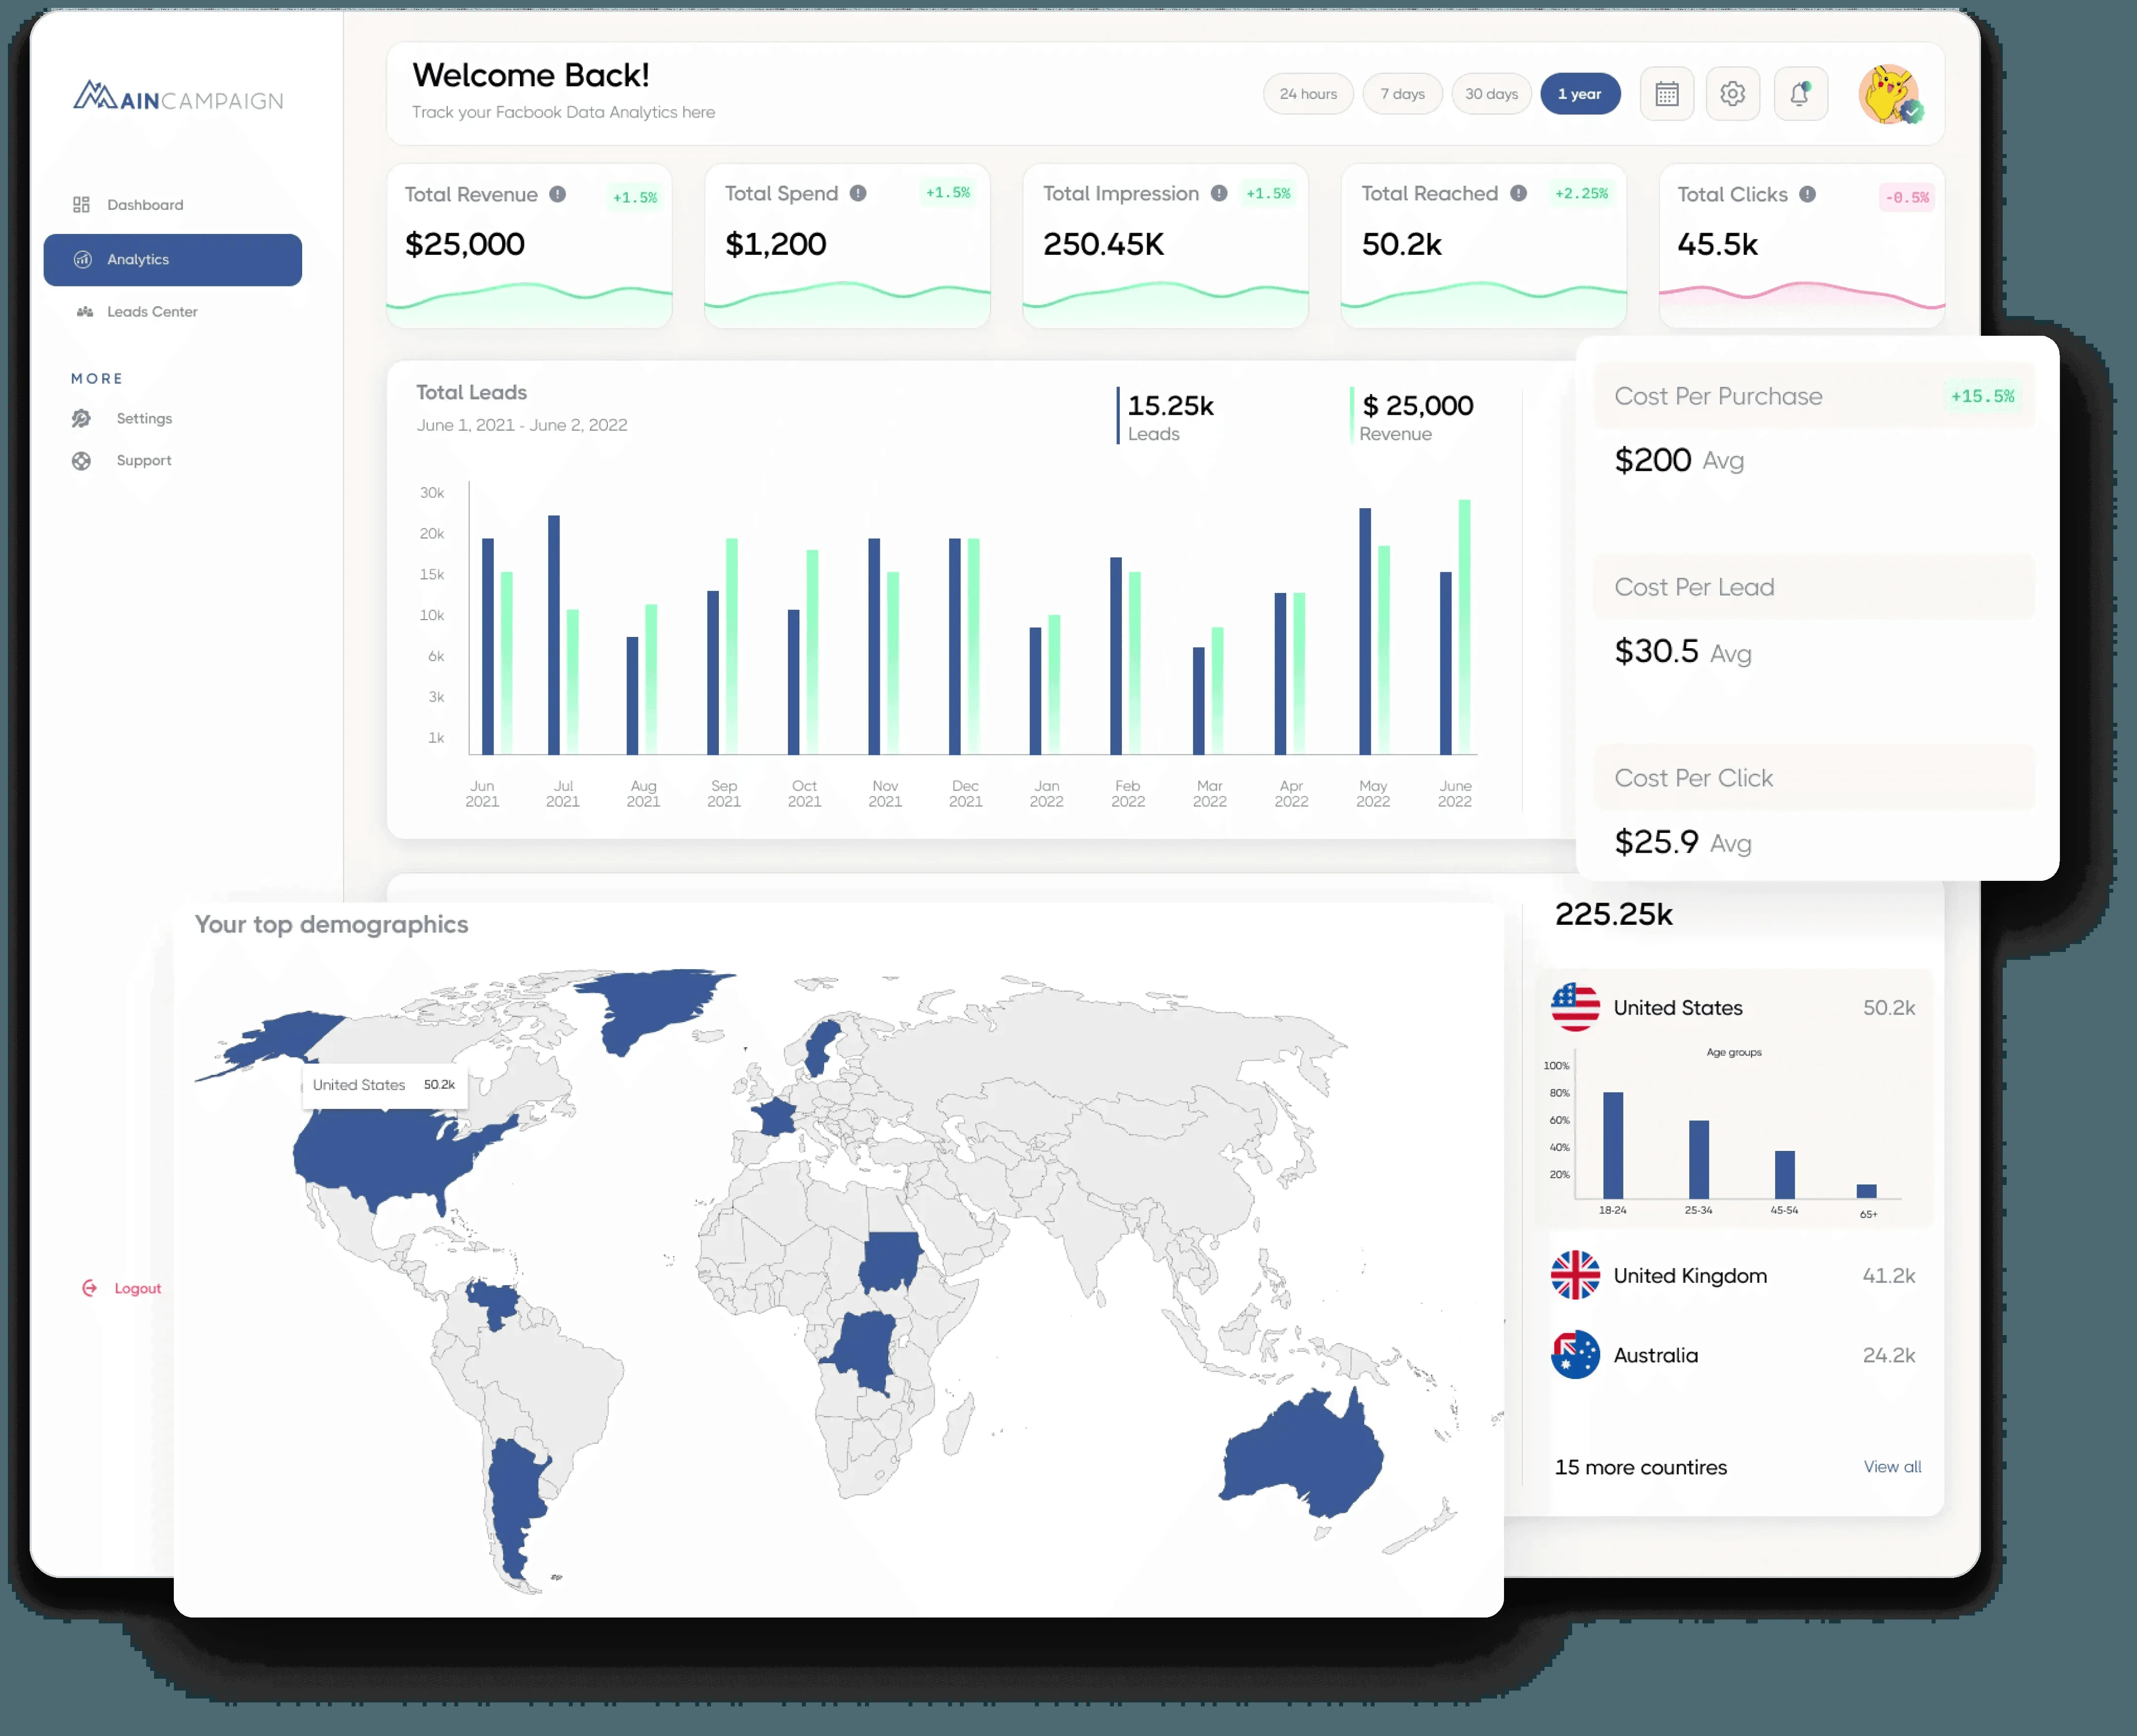 MAINCAMPAIGN
Dashboard
Analytics
Leads Center
MORE
Settings
Support
Logout
Welcome Back!
Track your Facbook Data Analytics here
24 hours
7 days
30 days
1 year
Total Revenue
+1.5%
$25,000
Total Spend
+1.5%
$1,200
Total Impression
+1.5%
250.45K
Total Reached
+2.25%
50.2k
Total Clicks
-0.5%
45.5k
Total Leads
June 1, 2021 - June 2, 2022
15.25k
Leads
$ 25,000
Revenue
30k
20k
15k
10k
6k
3k
1k
Jun
2021
Jul
2021
Aug
2021
Sep
2021
Oct
2021
Nov
2021
Dec
2021
Jan
2022
Feb
2022
Mar
2022
Apr
2022
May
2022
June
2022
Cost Per Purchase
+15.5%
$200 Avg
Cost Per Lead
$30.5 Avg
Cost Per Click
$25.9 Avg
Your top demographics
United States 50.2k
225.25k
United States 50.2k
Age groups
100%
80%
60%
40%
20%
18-24
25-34
45-54
65+
United Kingdom 41.2k
Australia 24.2k
15 more countires
View all